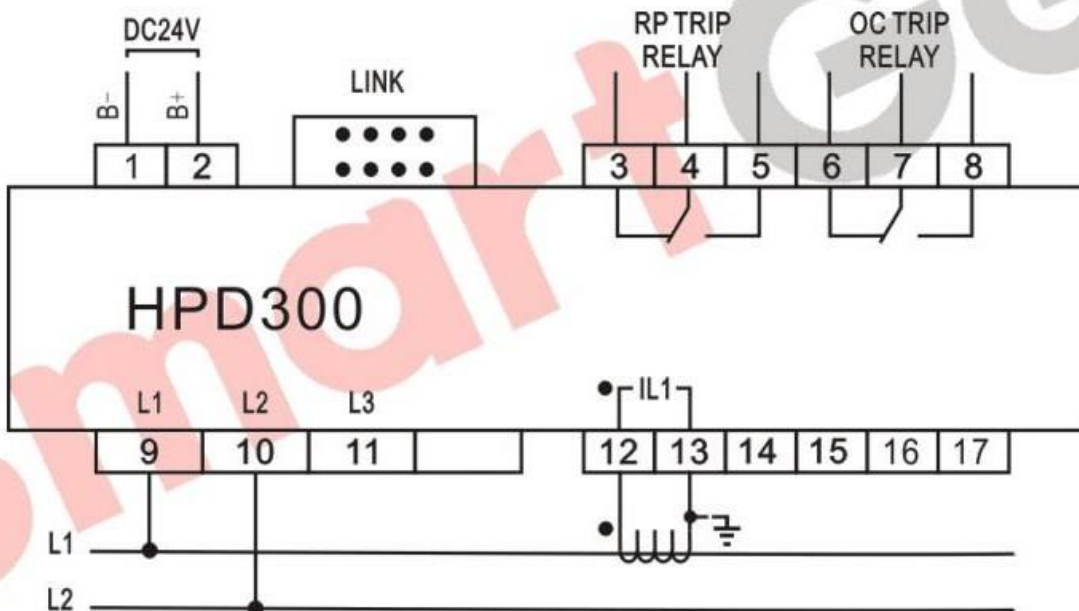 DC24V
RP TRIP
RELAY
OC TRIP
RELAY
B-
B+
LINK
1 2
3 4 5 6 7 8
HPD300
L1 L2 L3
IL1
9 10 11
12 13 14 15 16 17
L1
L2
smartGe